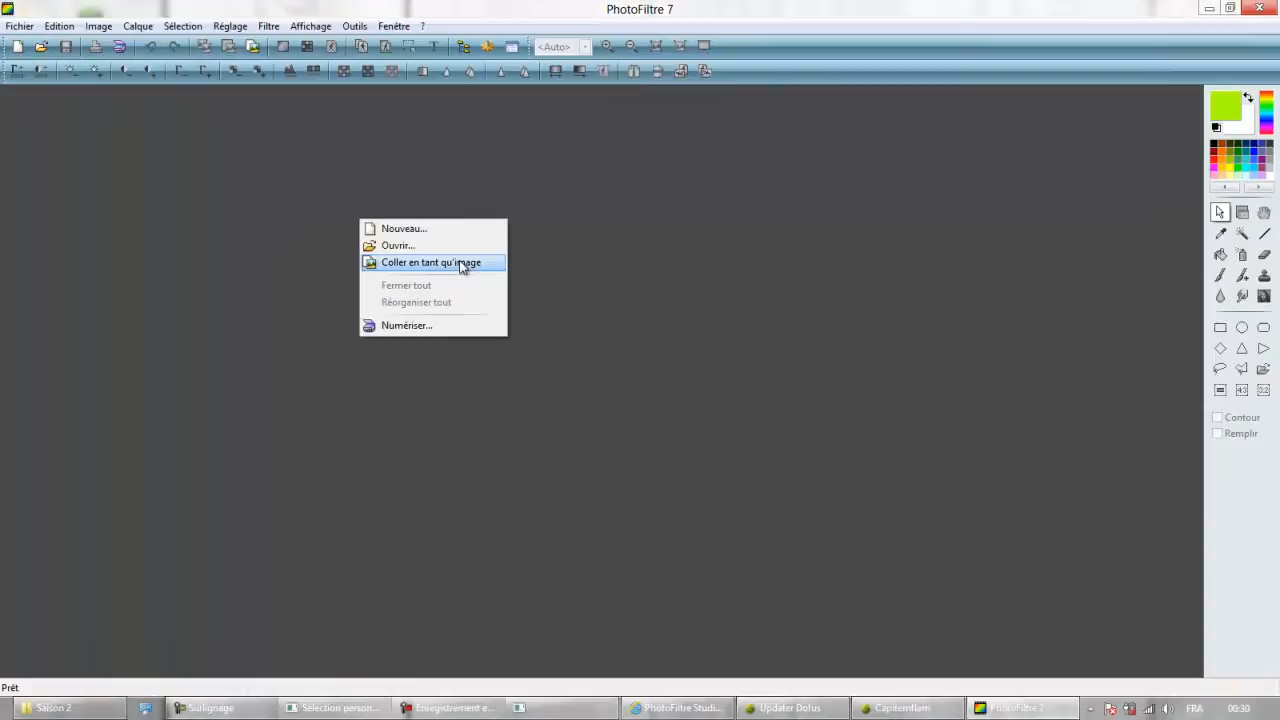 PhotoFiltre 7
Fichier Edition Image Calque Sélection Réglage Filtre Affichage Outils Fenêtre ?
<Auto>
Nouveau...
Ouvrir...
Coller en tant qu'image
Fermer tout
Réorganiser tout
Numériser...
Contour
Remplir
Prêt
Saison 2 Surlignage Sélection person... Enregistrement e... PhotoFiltre Studi... Updater Dofus Capitemflam PhotoFiltre 7 FRA 00:30